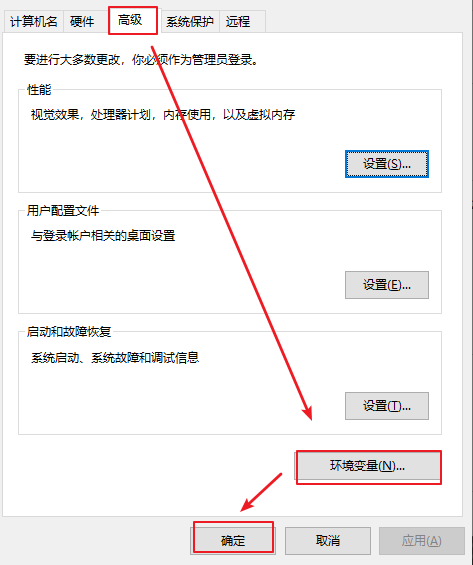 计算机名 硬件 高级 系统保护 远程
要进行大多数更改，你必须作为管理员登录。
性能
视觉效果，处理器计划，内存使用，以及虚拟内存
设置(S)...
用户配置文件
与登录帐户相关的桌面设置
设置(E)...
启动和故障恢复
系统启动、系统故障和调试信息
设置(T)...
环境变量(N)...
确定 取消 应用(A)